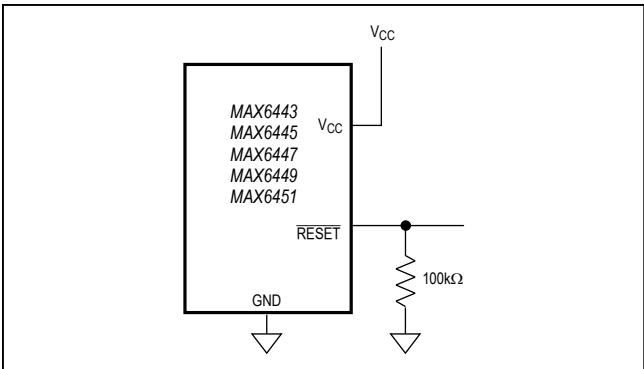 VCC
MAX6443
MAX6445
MAX6447
MAX6449
MAX6451
VCC
RESET
100kΩ
GND